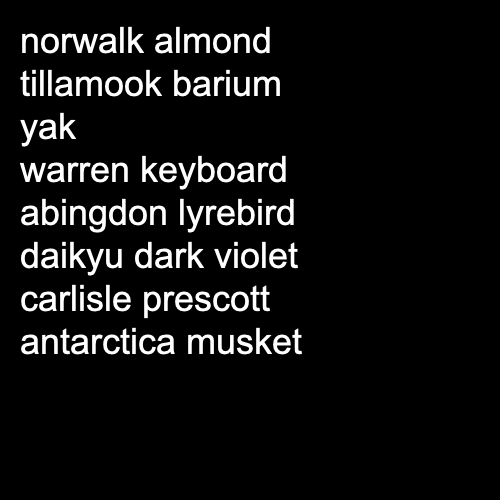 norwalk almond
tillamook barium
yak
warren keyboard
abingdon lyrebird
daikyu dark violet
carlisle prescott
antarctica musket